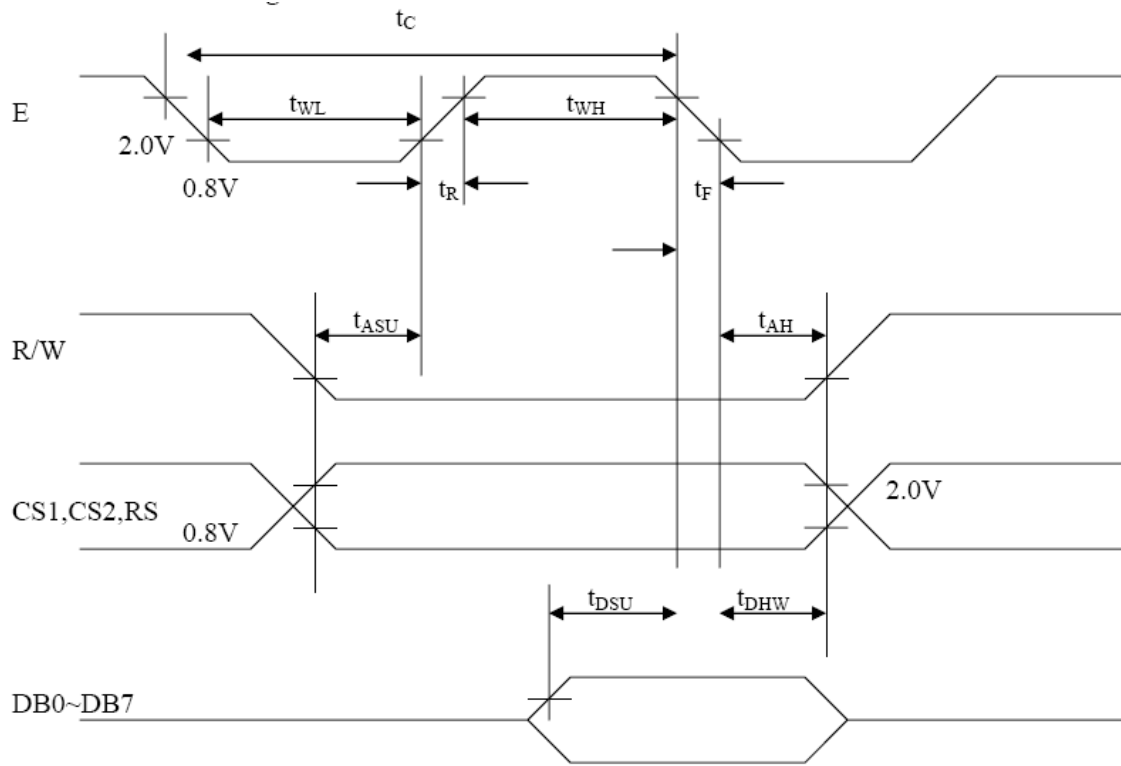 tC
E
tWL
tWH
2.0V
0.8V
tR
tF
tASU
tAH
R/W
CS1,CS2,RS
0.8V
2.0V
tDSU
tDHW
DB0~DB7